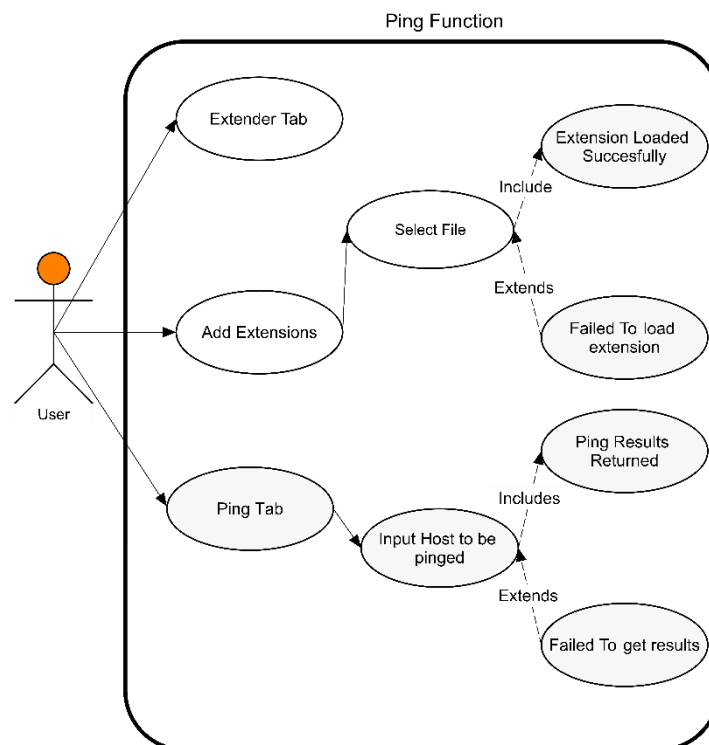 Ping Function
Extender Tab
Extension Loaded
Succesfully
Include
Select File
Extends
Add Extensions
Failed To load
extension
User
Ping Results
Returned
Includes
Ping Tab
Input Host to be
pinged
Extends
Failed To get results